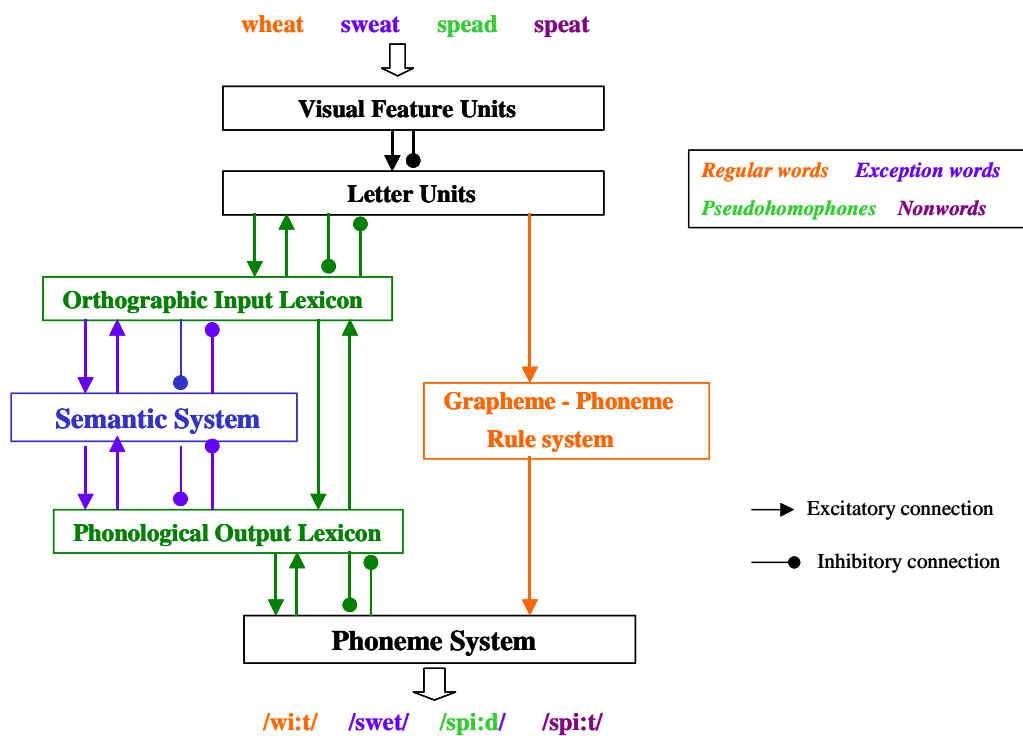 wheat sweat spead speat
Visual Feature Units
Letter Units
Regular words Exception words
Pseudohomophones Nonwords
Orthographic Input Lexicon
Semantic System
Grapheme - Phoneme
Rule system
Phonological Output Lexicon
Excitatory connection
Inhibitory connection
Phoneme System
/wi:t/ /swet/ /spi:d/ /spi:t/